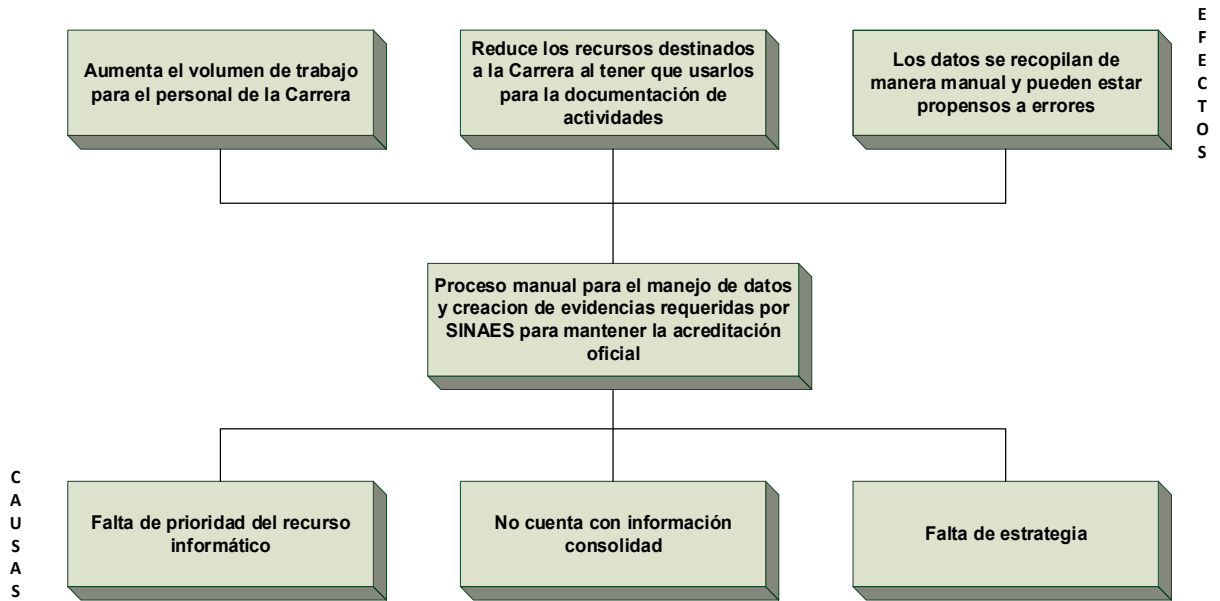 Aumenta el volumen de trabajo
para el personal de la Carrera
Reduce los recursos destinados
a la Carrera al tener que usarlos
para la documentación de
actividades
Los datos se recopilan de
manera manual y pueden estar
propensos a errores
E
F
E
C
T
O
S
Proceso manual para el manejo de datos
y creacion de evidencias requeridas por
SINAES para mantener la acreditación
oficial
C
A
U
S
A
S
Falta de prioridad del recurso
informático
No cuenta con información
consolidad
Falta de estrategia